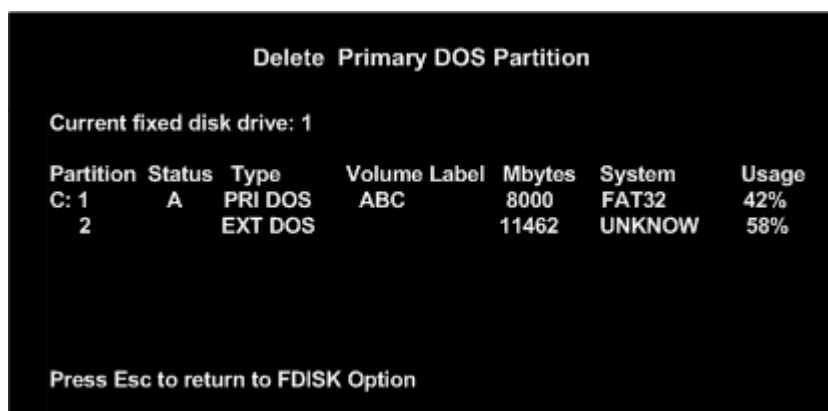 Delete Primary DOS Partition
Current fixed disk drive: 1
Partition Status Type Volume Label Mbytes System Usage
C: 1 A PRI DOS ABC 8000 FAT32 42%
2 EXT DOS 11462 UNKNOW 58%
Press Esc to return to FDISK Option